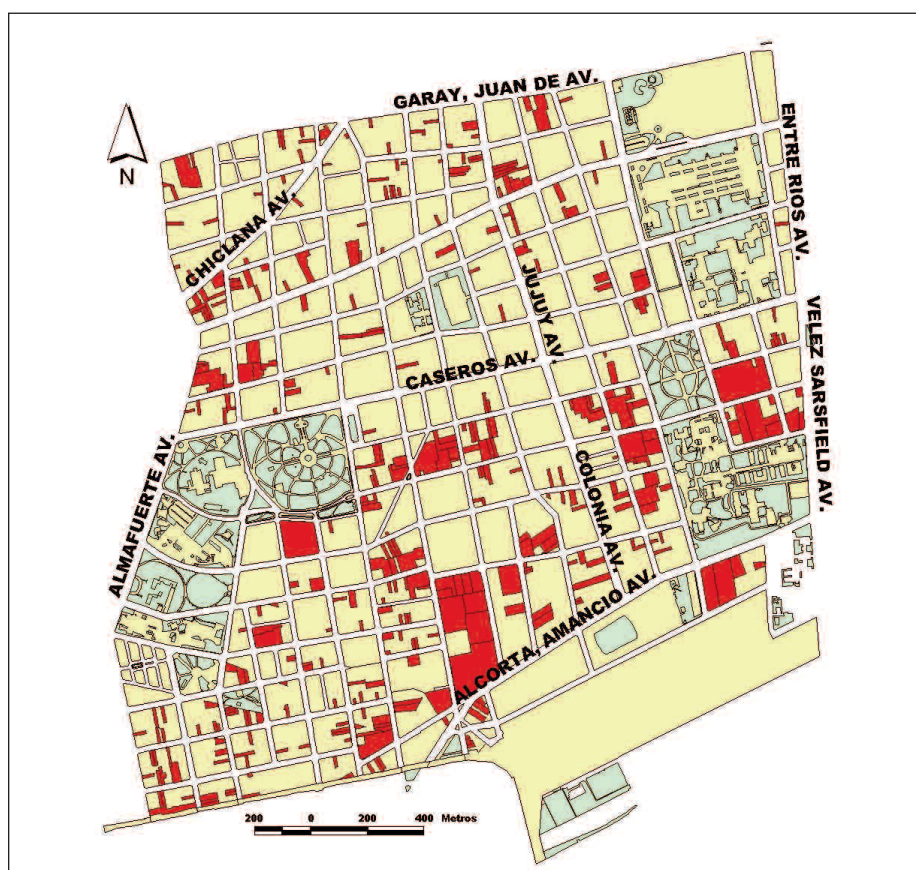 GARAY, JUAN DE AV.
ENTRE RIOS AV.
N
CHICLANA AV.
JUJUY AV.
VELEZ SARSFIELD AV.
CASEROS AV.
ALMAFUERTE AV.
COLONIA AV.
ALCORTA, AMANCIO AV.
200 0 200 400 Metros